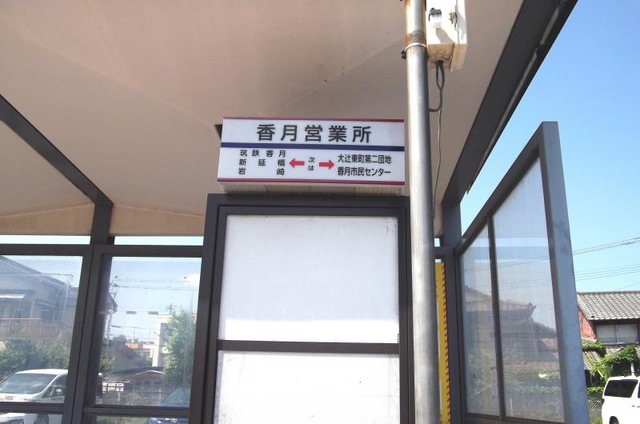 香月営業所
筑鉄香月
新延橋
岩崎
次は
大辻東町第二団地
香月市民センター